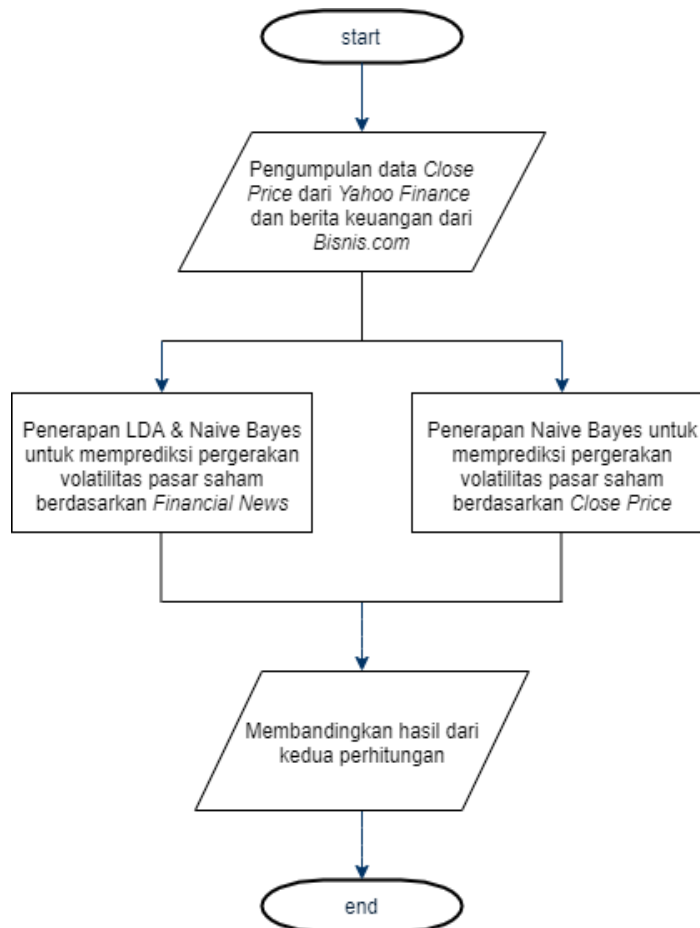 start
Pengumpulan data Close
Price dari Yahoo Finance
dan berita keuangan dari
Bisnis.com
Penerapan LDA & Naive Bayes
untuk memprediksi pergerakan
volatilitas pasar saham
berdasarkan Financial News
Penerapan Naive Bayes untuk
memprediksi pergerakan
volatilitas pasar saham
berdasarkan Close Price
Membandingkan hasil dari
kedua perhitungan
end